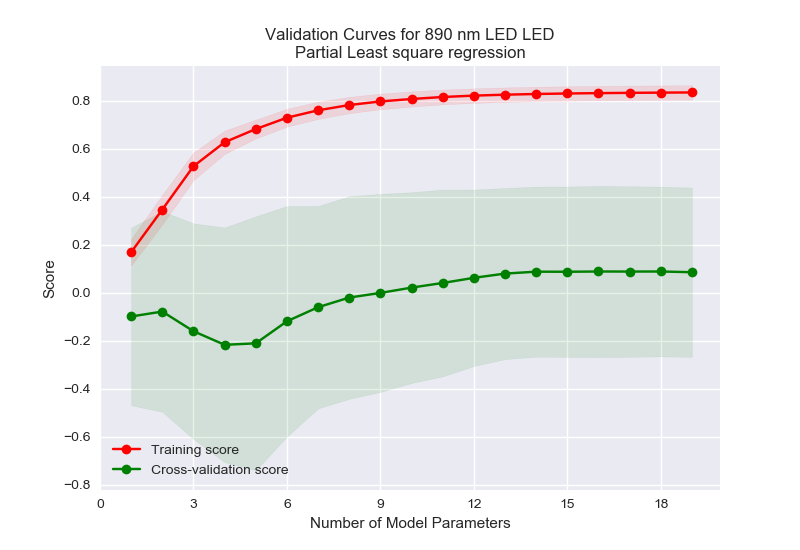 Validation Curves for 890 nm LED LED
Partial Least square regression
Score
0.8
0.6
0.4
0.2
0.0
−0.2
−0.4
−0.6
−0.8
Training score
Cross-validation score
0 3 6 9 12 15 18
Number of Model Parameters